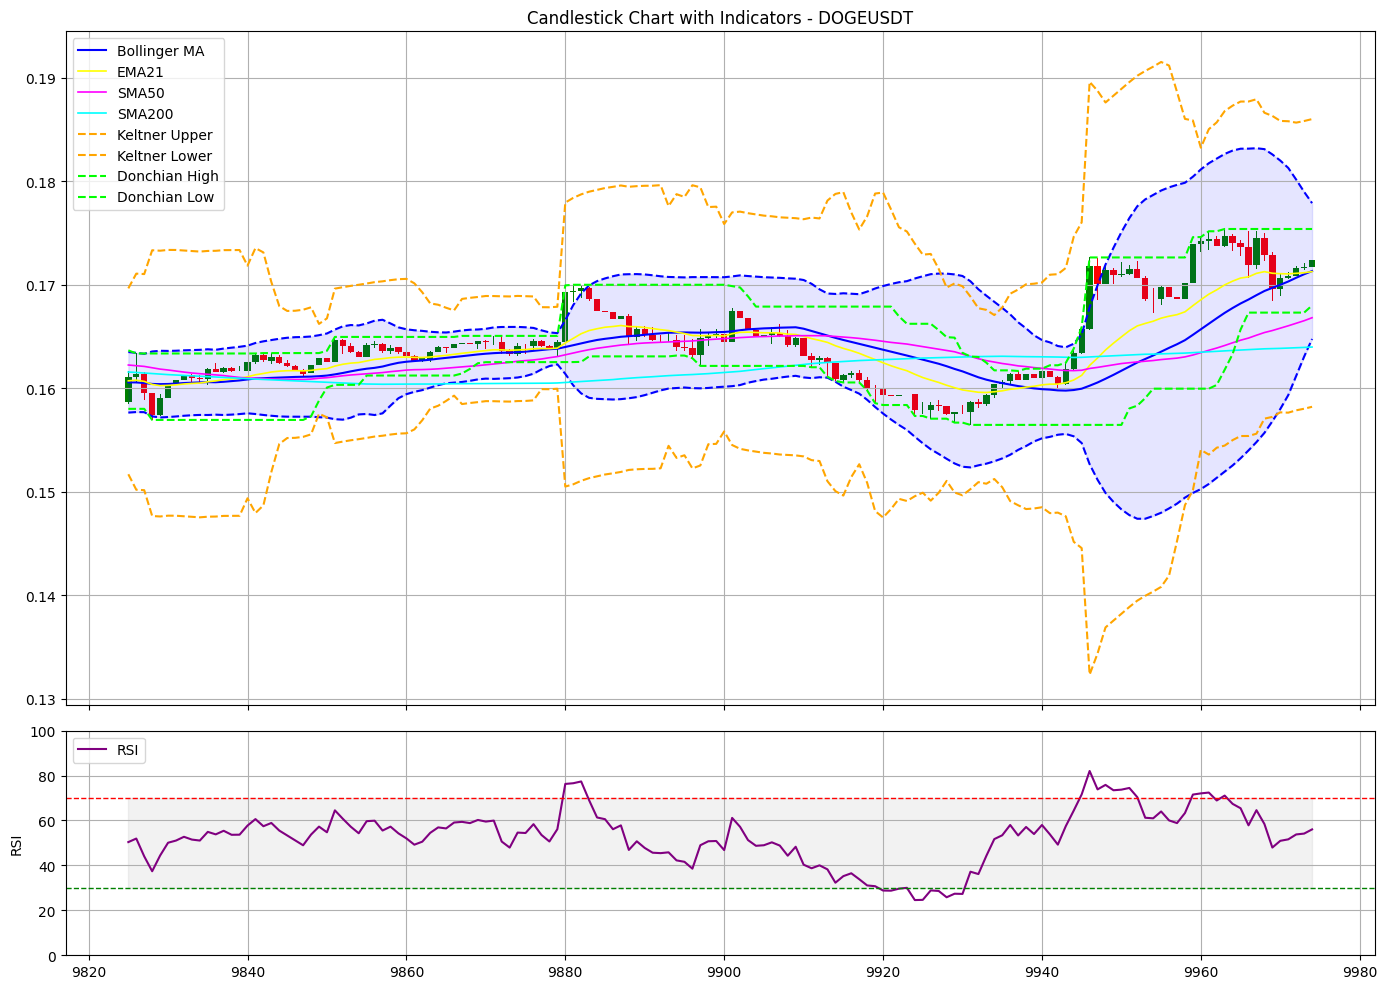 Candlestick Chart with Indicators - DOGEUSDT
Bollinger MA
EMA21
SMA50
SMA200
Keltner Upper
Keltner Lower
Donchian High
Donchian Low
0.19
0.18
0.17
0.16
0.15
0.14
0.13
RSI
100
80
60
40
20
0
RSI
9820
9840
9860
9880
9900
9920
9940
9960
9980